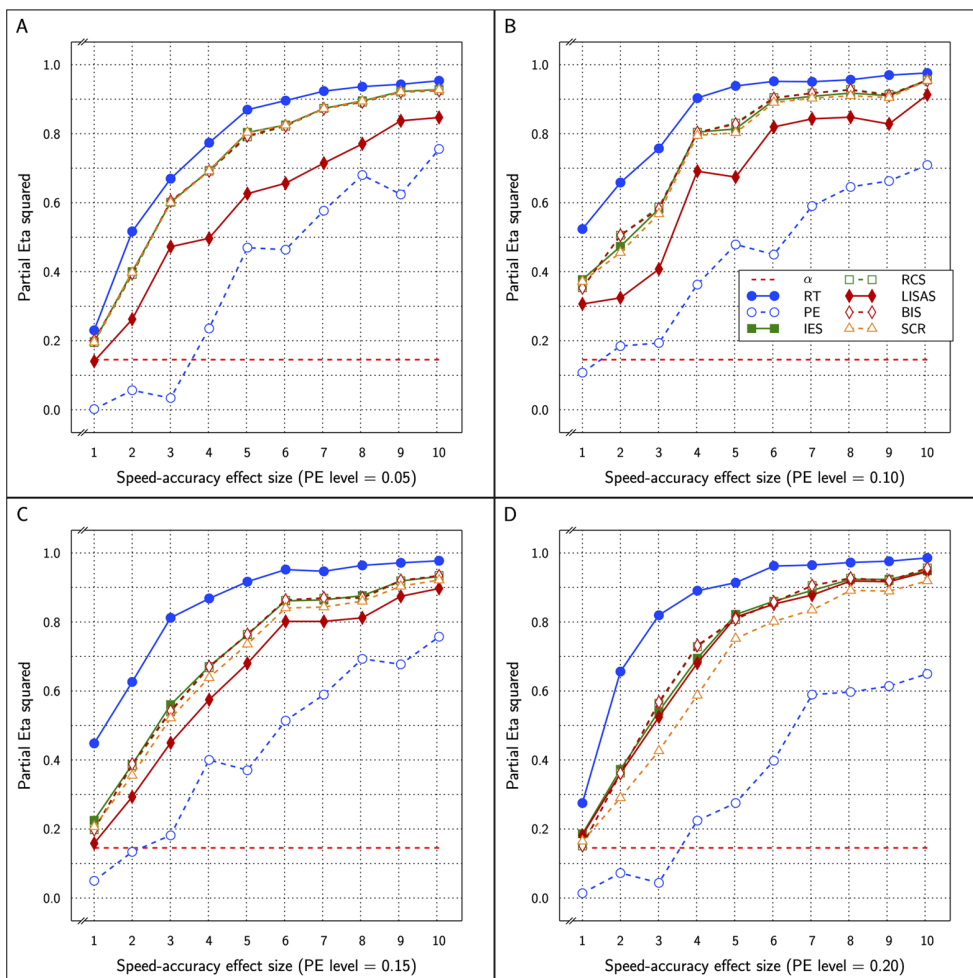 A
Partial Eta squared
1.0
0.8
0.6
0.4
0.2
0.0
1 2 3 4 5 6 7 8 9 10
Speed-accuracy effect size (PE level = 0.05)
B
Partial Eta squared
1.0
0.8
0.6
0.4
0.2
0.0
α
RT
PE
IES
RCS
LISAS
BIS
SCR
1 2 3 4 5 6 7 8 9 10
Speed-accuracy effect size (PE level = 0.10)
C
Partial Eta squared
1.0
0.8
0.6
0.4
0.2
0.0
1 2 3 4 5 6 7 8 9 10
Speed-accuracy effect size (PE level = 0.15)
D
Partial Eta squared
1.0
0.8
0.6
0.4
0.2
0.0
1 2 3 4 5 6 7 8 9 10
Speed-accuracy effect size (PE level = 0.20)